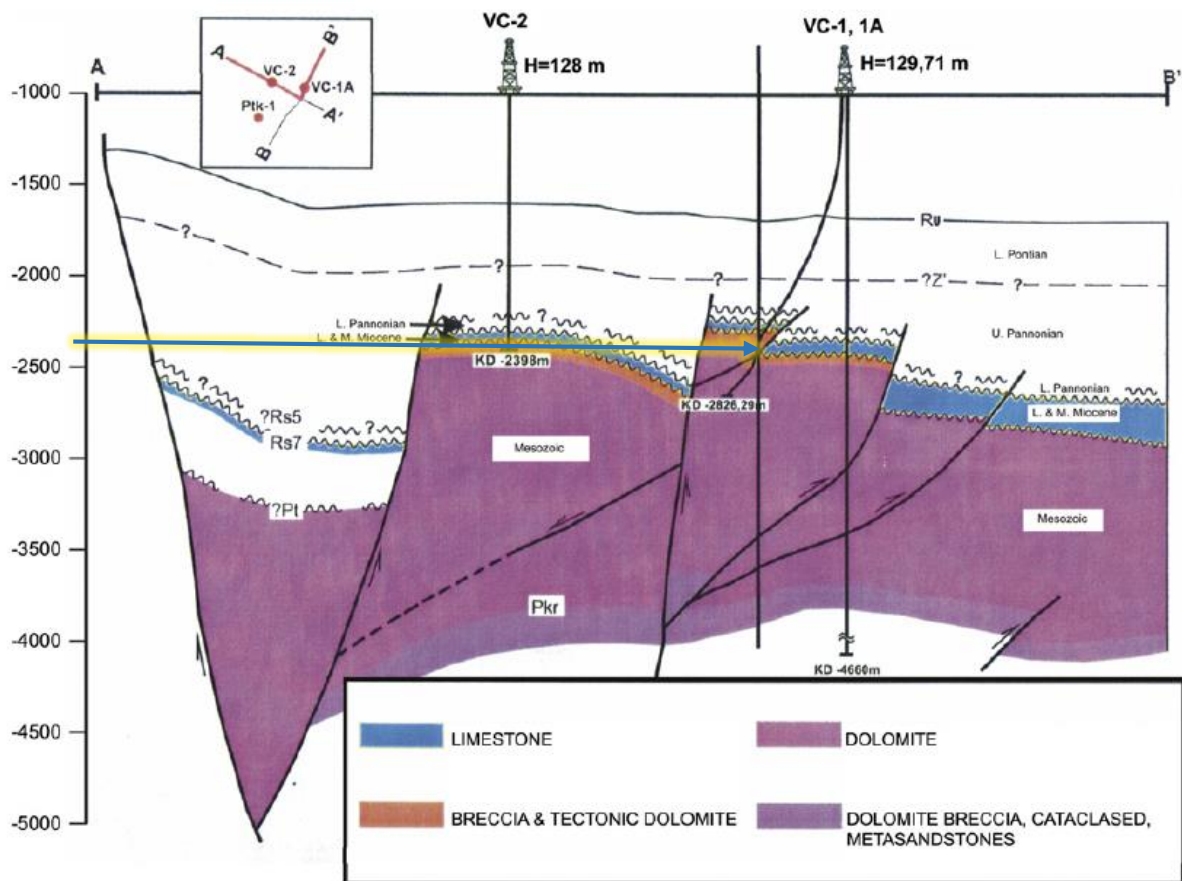 VC-2
VC-1, 1A
H=128 m
H=129,71 m
A
B'
A
B'
VC-2
VC-1A
Ptk-1
A'
B
-1000
-1500
-2000
-2500
-3000
-3500
-4000
-4500
-5000
Rφ
?
L. Pontian
?
?
?Z'
?
L. Pannonian
?
?
U. Pannonian
L. & M. Miocene
KD -2398m
?
L. Pannonian
?
KD -2826,29m
L. & M. Miocene
?Rs5
?
Rs7
Mesozoic
?Pt
Mesozoic
Pkr
KD -4660m
LIMESTONE
DOLOMITE
BRECCIA & TECTONIC DOLOMITE
DOLOMITE BRECCIA, CATACLASED,
METASANDSTONES